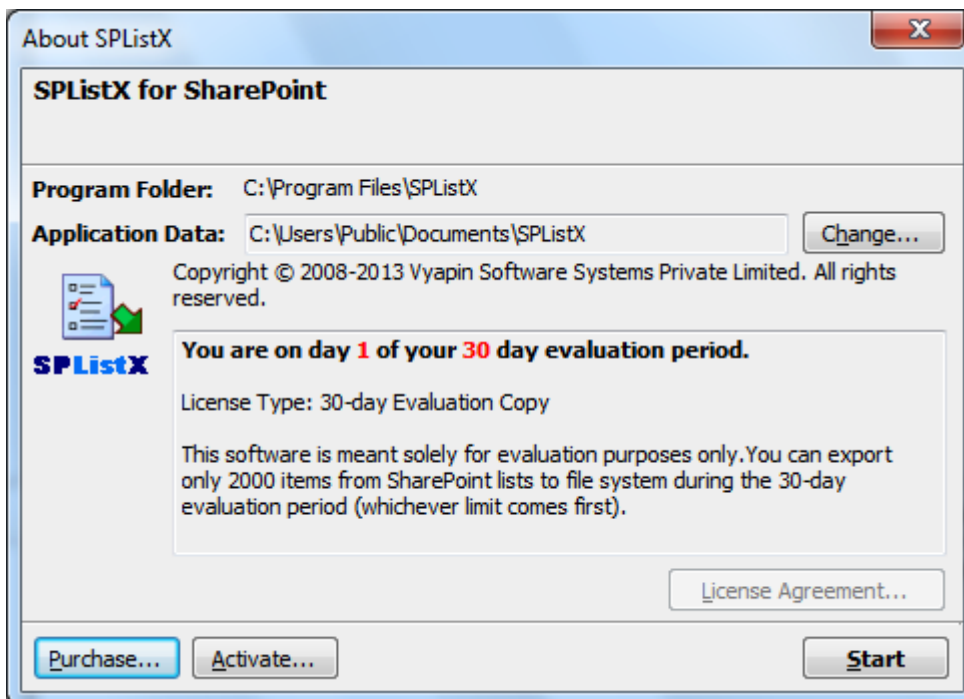 About SPListX
SPListX for SharePoint
Program Folder: C:\Program Files\SPListX
Application Data: C:\Users\Public\Documents\SPListX Change...
Copyright © 2008-2013 Vyapin Software Systems Private Limited. All rights
reserved.
SPListX
You are on day 1 of your 30 day evaluation period.
License Type: 30-day Evaluation Copy
This software is meant solely for evaluation purposes only.You can export
only 2000 items from SharePoint lists to file system during the 30-day
evaluation period (whichever limit comes first).
License Agreement...
Purchase... Activate... Start